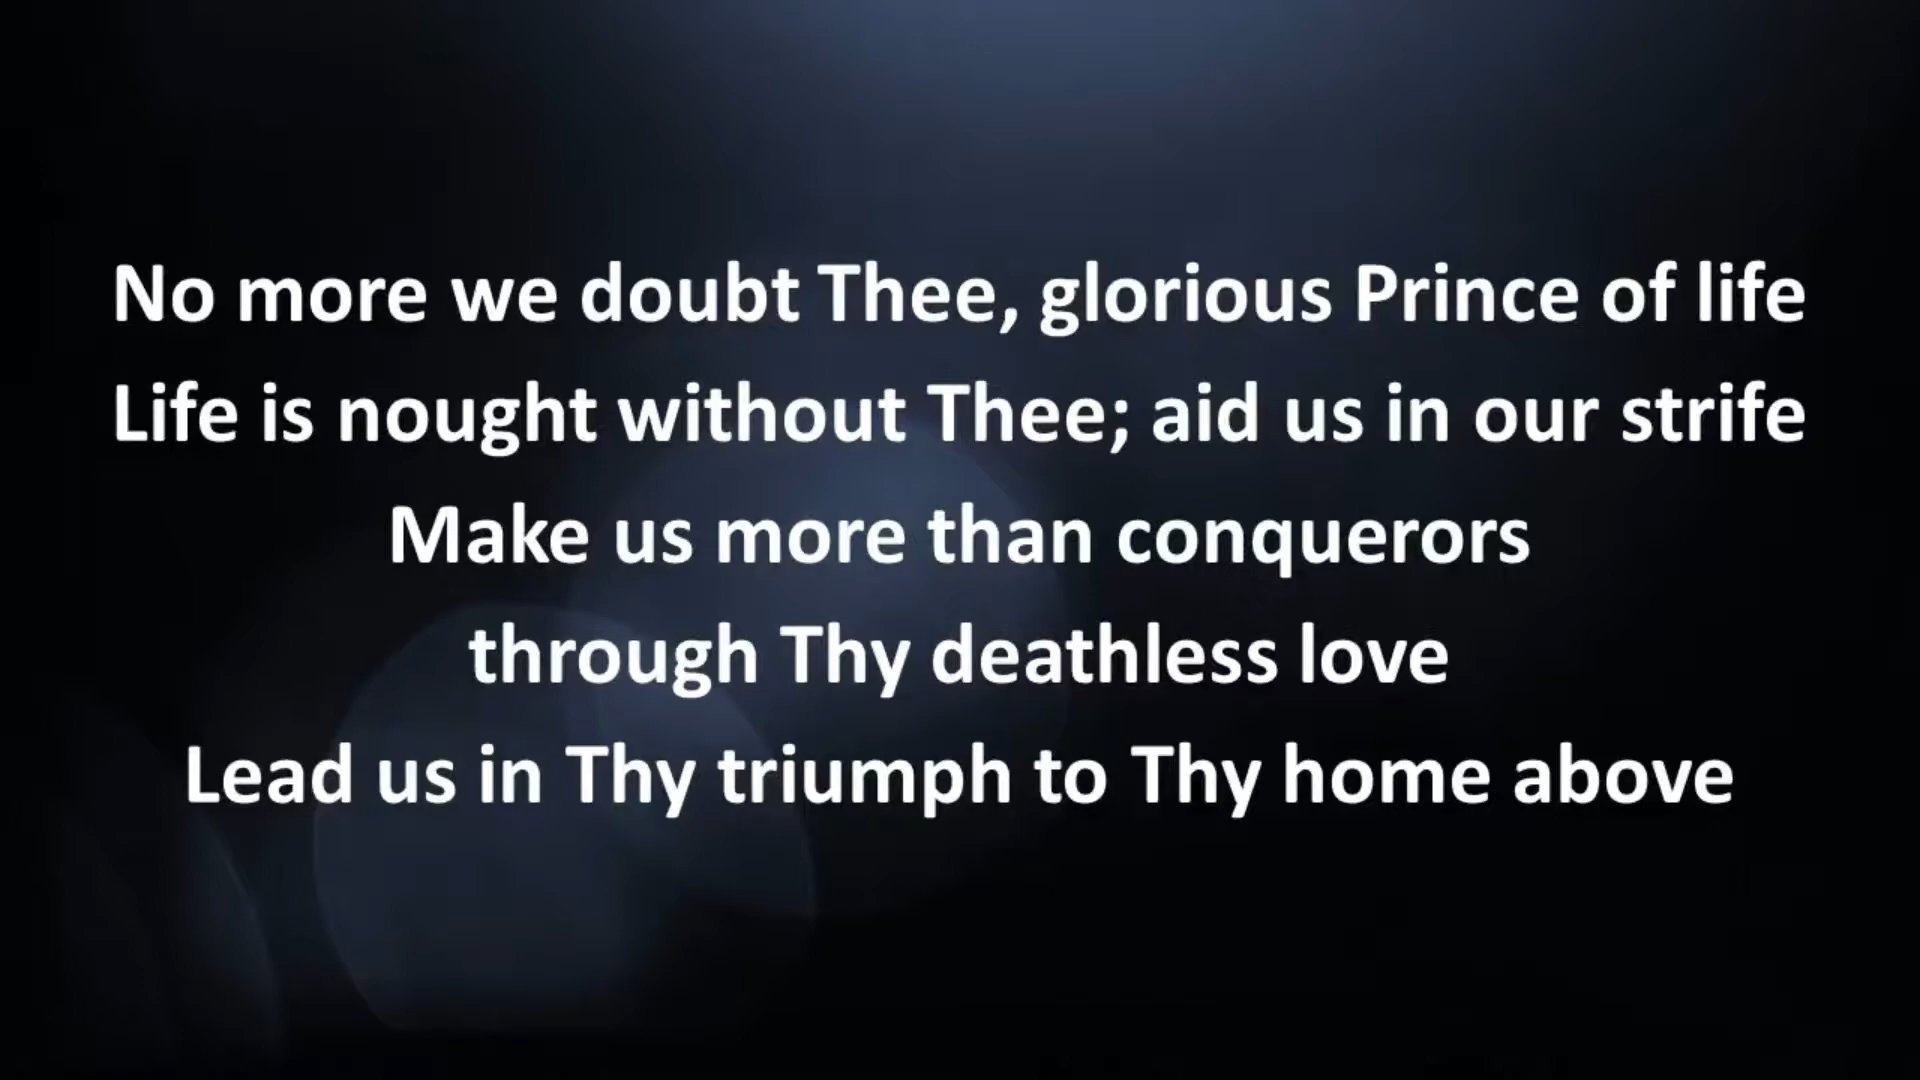 No more we doubt Thee, glorious Prince of life
Life is nought without Thee; aid us in our strife
Make us more than conquerors
through Thy deathless love
Lead us in Thy triumph to Thy home above